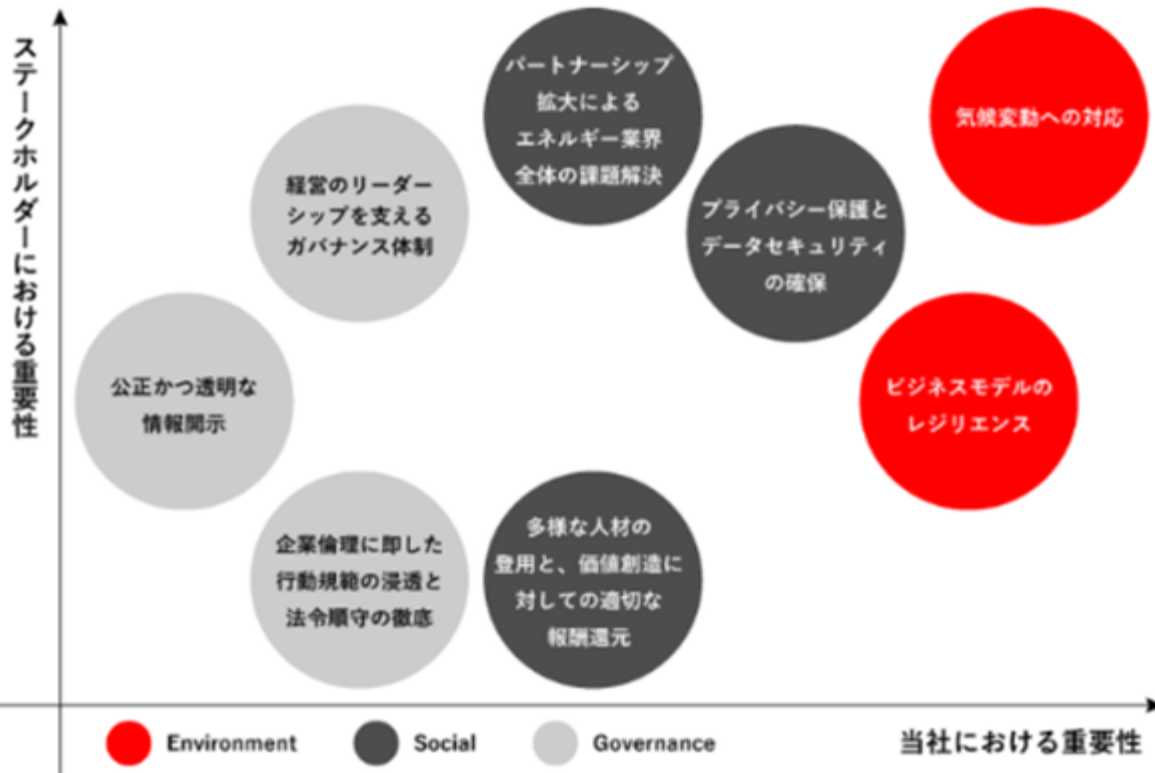 ステークホルダーにおける重要性
パートナーシップ
拡大による
エネルギー業界
全体の課題解決
気候変動への対応
経営のリーダー
シップを支える
ガバナンス体制
プライバシー保護と
データセキュリティ
の確保
公正かつ透明な
情報開示
ビジネスモデルの
レジリエンス
企業倫理に即した
行動規範の浸透と
法令順守の徹底
多様な人材の
登用と、価値創造に
対しての適切な
報酬還元
Environment
Social
Governance
当社における重要性